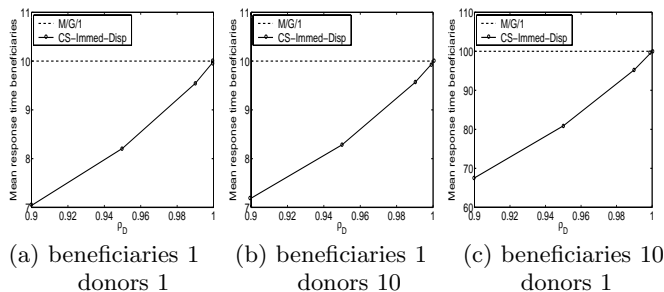 Mean response time beneficiaries
11
10
9
8
7
0.9 0.92 0.94 0.96 0.98 1
ρD
M/G/1
CS-Immed-Disp
(a) beneficiaries 1
donors 1
Mean response time beneficiaries
11
10
9
8
7
0.9 0.92 0.94 0.96 0.98 1
ρD
M/G/1
CS-Immed-Disp
(b) beneficiaries 1
donors 10
Mean response time beneficiaries
110
100
90
80
70
60
0.9 0.92 0.94 0.96 0.98 1
ρD
M/G/1
CS-Immed-Disp
(c) beneficiaries 10
donors 1